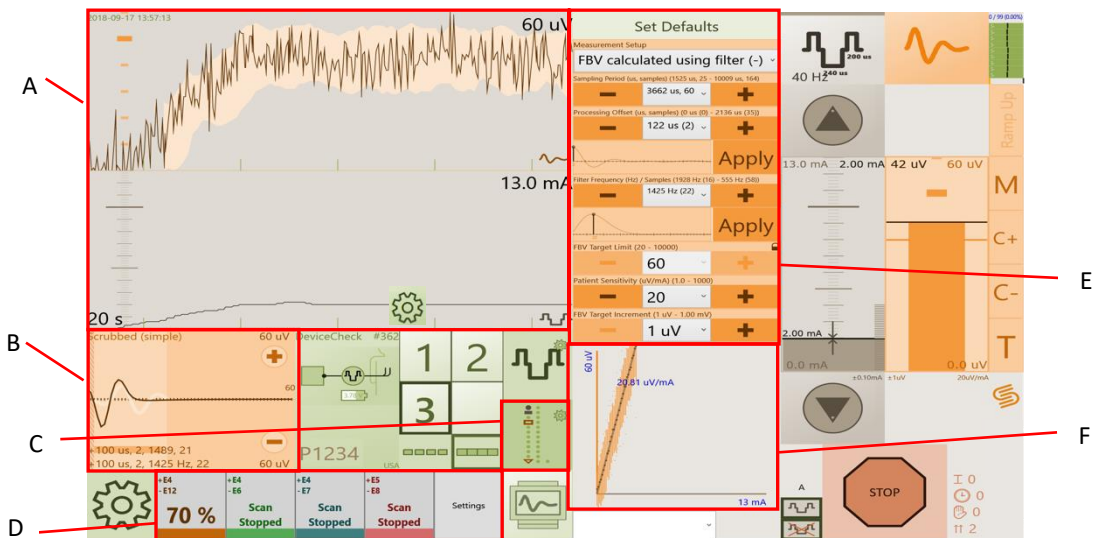 2018-09-17 13:57:13
60 uV
13.0 mA
20 s
A
B
C
D
E
F
Set Defaults
Measurement Setup
FBV calculated using filter (-)
Sampling Period (us, samples) (1525 us, 25 - 10009 us, 164)
3662 us, 60
Processing Offset (us, samples) (0 us (0) - 2136 us (35))
122 us (2)
Apply
Filter Frequency (Hz) / Samples (1928 Hz (16) - 555 Hz (58))
1425 Hz (22)
Apply
FBV Target Limit (20 - 10000)
60
Patient Sensitivity (uV/mA) (1.0 - 1000)
20
FBV Target Increment (1 uV - 1.00 mV)
1 uV
Scrubbed (simple) 60 uV
60
+100 us, 2, 1489, 21
+100 us, 2, 1425 Hz, 22 60 uV
DeviceCheck #362
3.78 V
P1234
USA
1 2
3
60 uV
20.81 uV/mA
13 mA
+E4
- E12
70 %
+E4
- E6
Scan
Stopped
+E4
- E7
Scan
Stopped
+E5
- E8
Scan
Stopped
Settings
200 us
240 us
40 Hz
0 / 99 (0.00%)
Ramp Up
13.0 mA 2.00 mA
42 uV 60 uV
M
C+
C-
T
2.00 mA
0.0 mA
0.0 uV
±0.10mA
±1uV 20uV/mA
A
STOP
0
0
0
2